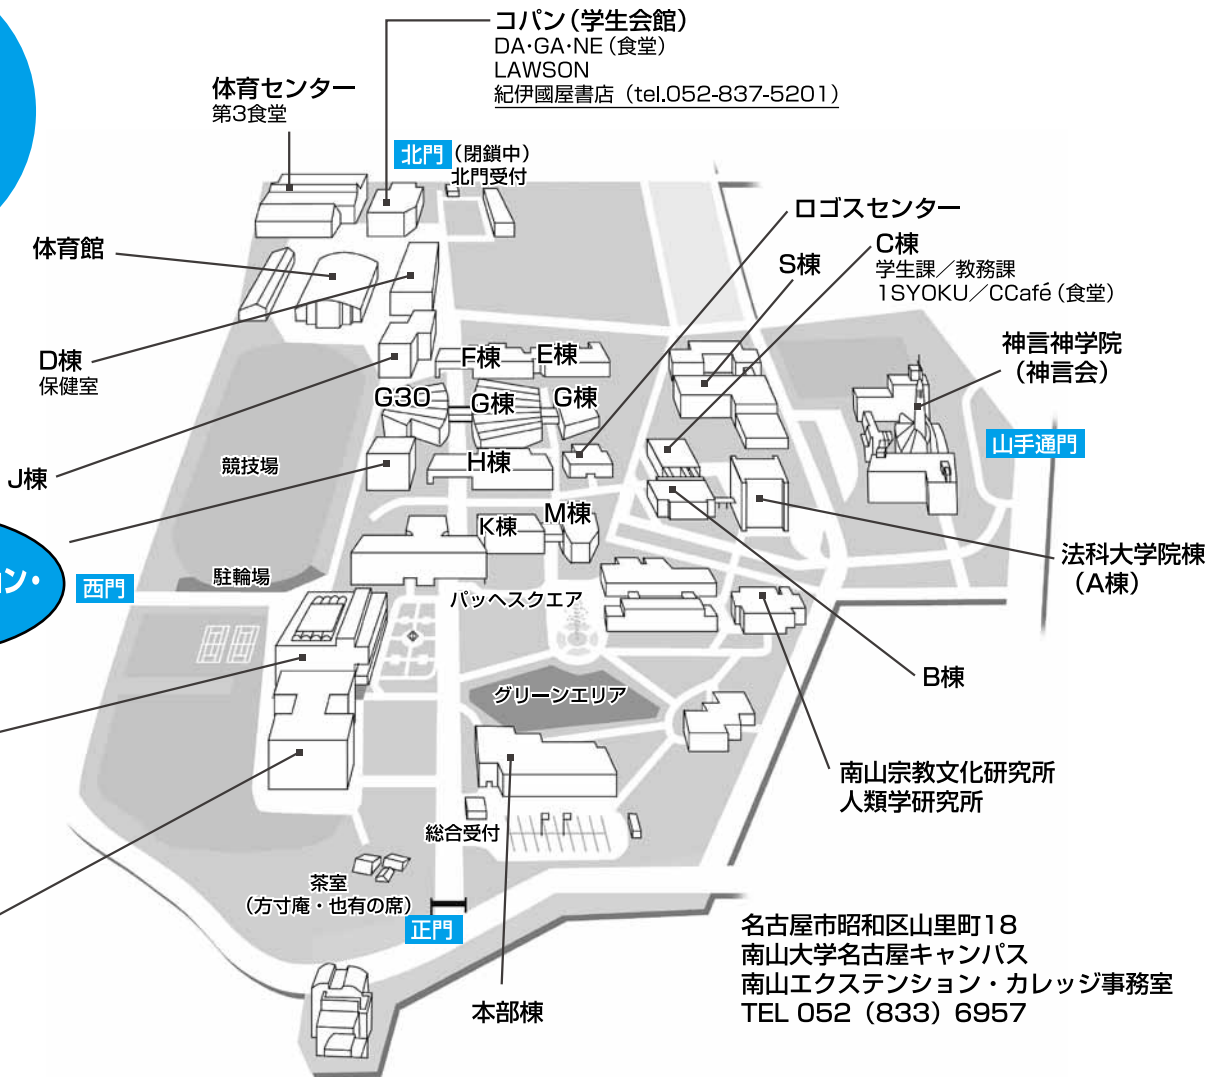 コパン（学生会館）
DA･GA･NE（食堂）
LAWSON
紀伊國屋書店（tel.052-837-5201）
体育センター
第3食堂
北門（閉鎖中）
北門受付
ロゴスセンター
体育館
C棟
学生課／教務課
1SYOKU／CCafé（食堂）
S棟
神言神学院
（神言会）
D棟
保健室
F棟
E棟
G30
G棟
G棟
山手通門
J棟
競技場
H棟
M棟
K棟
法科大学院棟
（A棟）
ン・
西門
駐輪場
パッヘスクエア
B棟
グリーンエリア
南山宗教文化研究所
人類学研究所
総合受付
茶室
（方寸庵・也有の席）
正門
本部棟
名古屋市昭和区山里町18
南山大学名古屋キャンパス
南山エクステンション・カレッジ事務室
TEL 052（833）6957